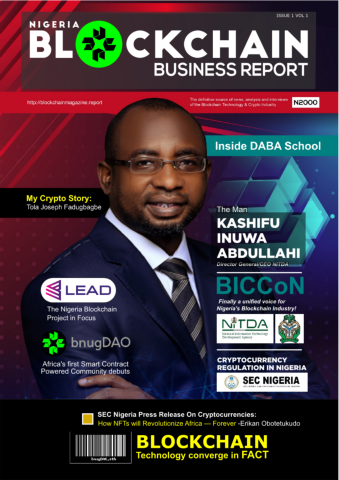 ISSUE 1 VOL 1
NIGERIA
BLOCKCHAIN
BUSINESS REPORT
http://blockchainmagazine.report
The definitive source of news, analysis and interviews
of the Blockchain Technology & Crypto Industry
N2000
Inside DABA School
My Crypto Story:
Tola Joseph Fadugbagbe
The Man
KASHIFU
INUWA
ABDULLAHI
Director General/CEO NITDA
LEAD
The Nigeria Blockchain
Project in Focus
BICCoN
Finally a unified voice for
Nigeria's Blockchain Industry!
NITDA
bnugDAO
Africa's first Smart Contract
Powered Community debuts
CRYPTOCURRENCY
REGULATION IN NIGERIA
SEC NIGERIA
SEC Nigeria Press Release On Cryptocurrencies:
How NFTs will Revolutionize Africa — Forever -Erikan Obotetukudo
BLOCKCHAIN
Technology converge in FACT
bnugDAO.eth